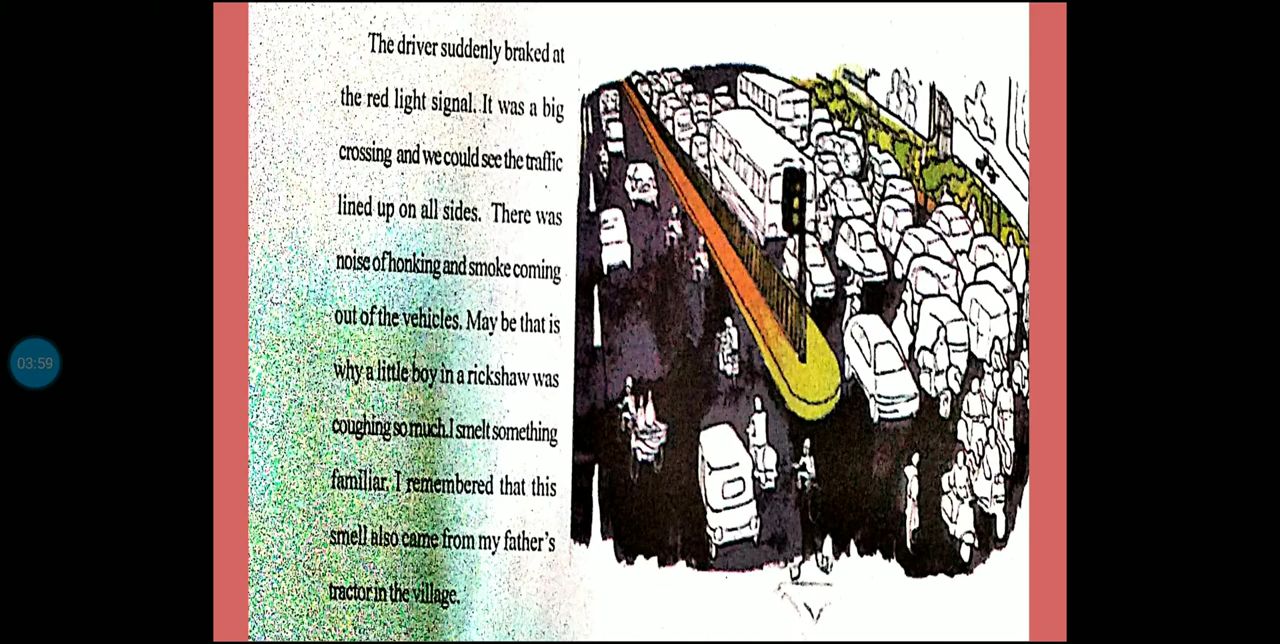 The driver suddenly braked at
the red light signal. It was a big
crossing and we could see the traffic
lined up on all sides. There was
noise of honking and smoke coming
out of the vehicles. May be that is
why a little boy in a rickshaw was
coughing so much.I smelt something
familiar. I remembered that this
smell also came from my father's
tractor in the village.
03:59